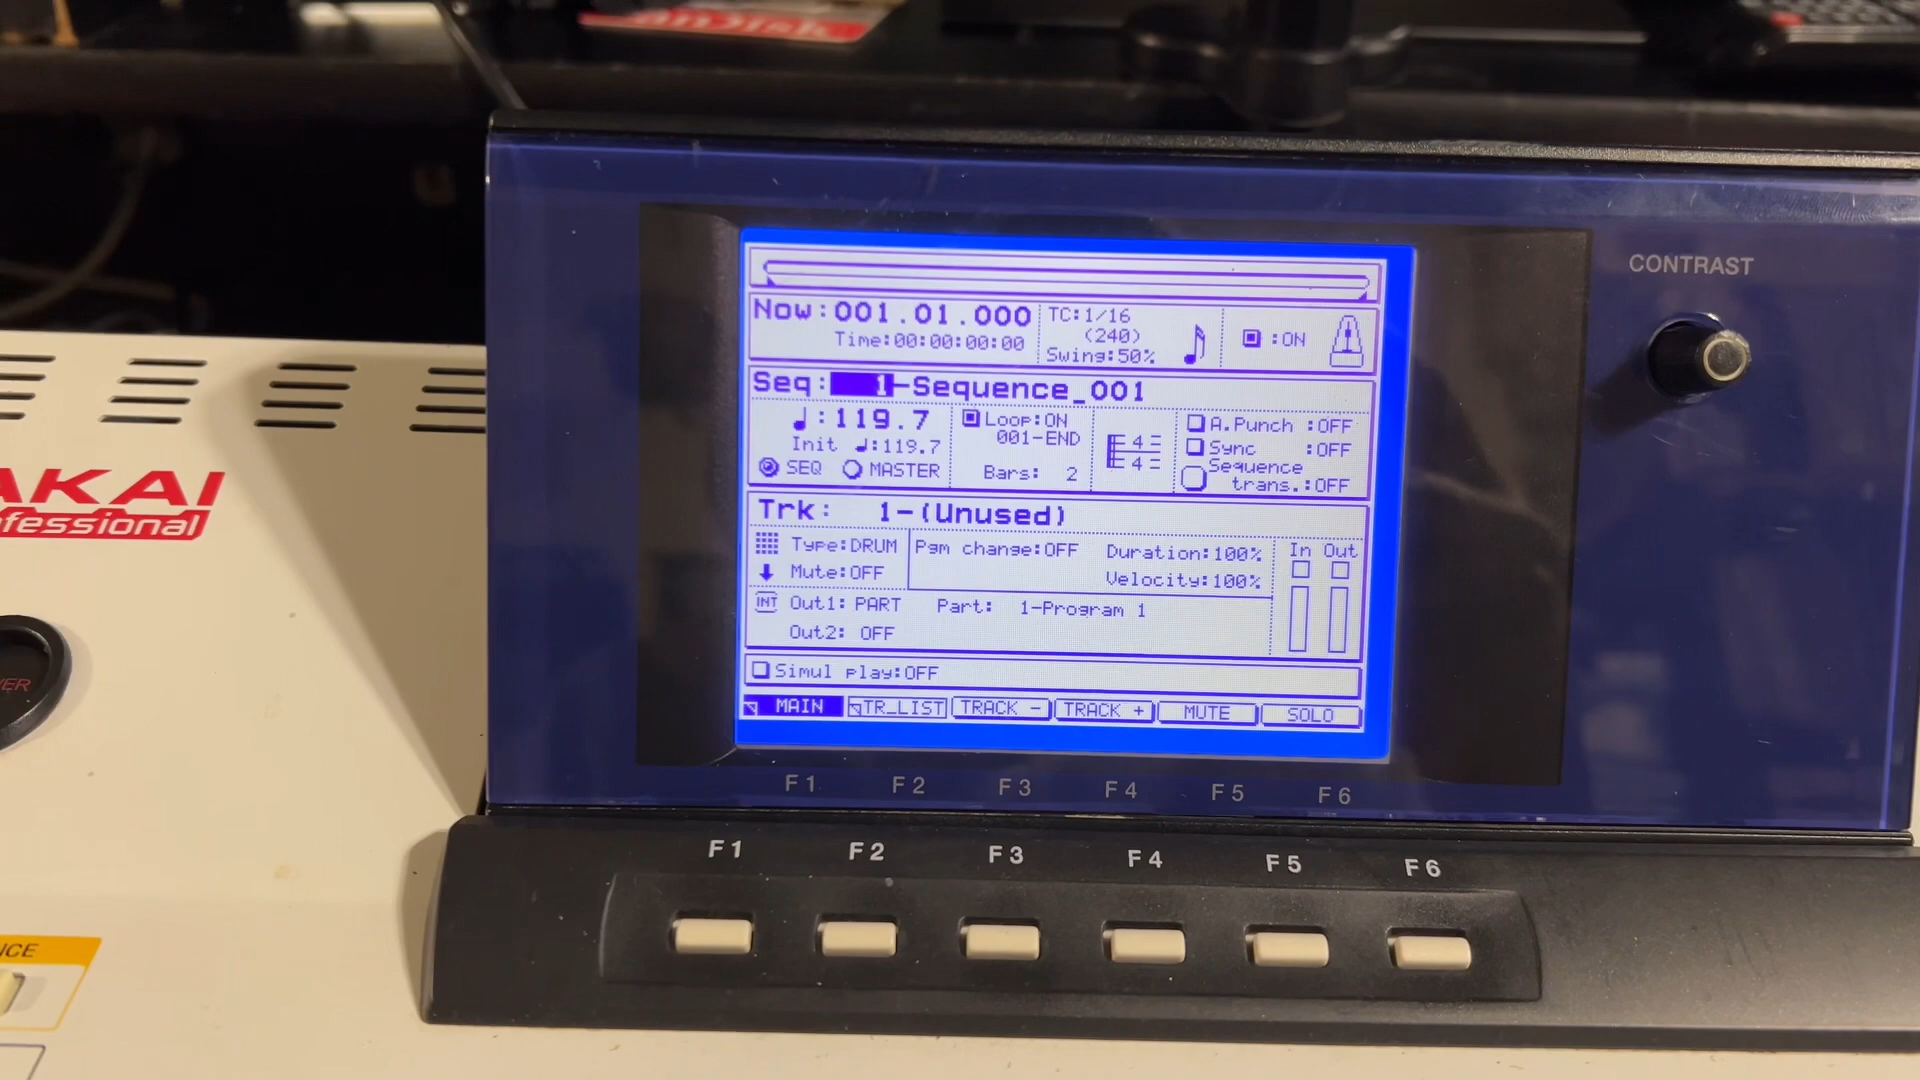 SanDisk
CONTRAST
Now:001.01.000
TC:1/16
(240)
Time:00:00:00:00
Swing:50%
:ON
Seq: 1-Sequence_001
♩:119.7
Loop:ON
001-END
Init ♩:119.7
Bars: 2
SEQ MASTER
4
4
A.Punch :OFF
Sync :OFF
Sequence
trans.:OFF
Trk: 1-(Unused)
Type:DRUM
Pgm change:OFF
Duration:100%
In Out
Mute:OFF
Velocity:100%
INT Out1: PART
Part: 1-Program 1
Out2: OFF
Simul play:OFF
MAIN TR_LIST TRACK - TRACK + MUTE SOLO
F1 F2 F3 F4 F5 F6
F1 F2 F3 F4 F5 F6
AKAI
fessional
WER
NCE